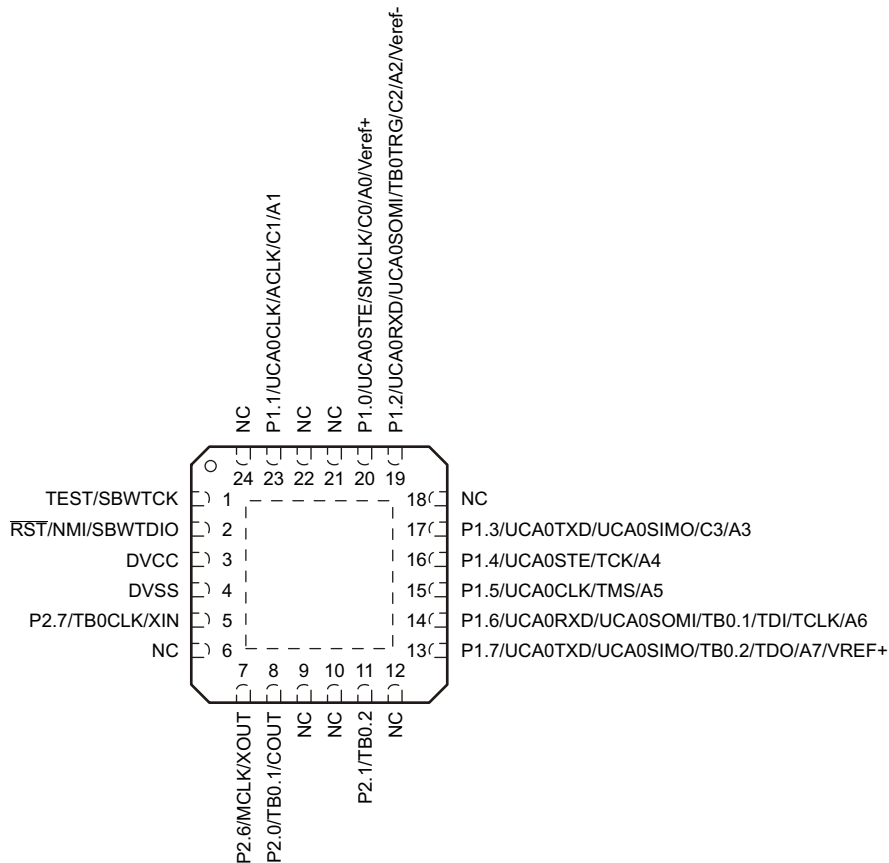 NC
P1.1/UCA0CLK/ACLK/C1/A1
NC
NC
P1.0/UCA0STE/SMCLK/C0/A0/Veref+
P1.2/UCA0RXD/UCA0SOMI/TB0TRG/C2/A2/Veref-
24 23 22 21 20 19
TEST/SBWTCK 1
RST/NMI/SBWTDIO 2
DVCC 3
DVSS 4
P2.7/TB0CLK/XIN 5
NC 6
18 NC
17 P1.3/UCA0TXD/UCA0SIMO/C3/A3
16 P1.4/UCA0STE/TCK/A4
15 P1.5/UCA0CLK/TMS/A5
14 P1.6/UCA0RXD/UCA0SOMI/TB0.1/TDI/TCLK/A6
13 P1.7/UCA0TXD/UCA0SIMO/TB0.2/TDO/A7/VREF+
7 8 9 10 11 12
P2.6/MCLK/XOUT
P2.0/TB0.1/COUT
NC
NC
P2.1/TB0.2
NC